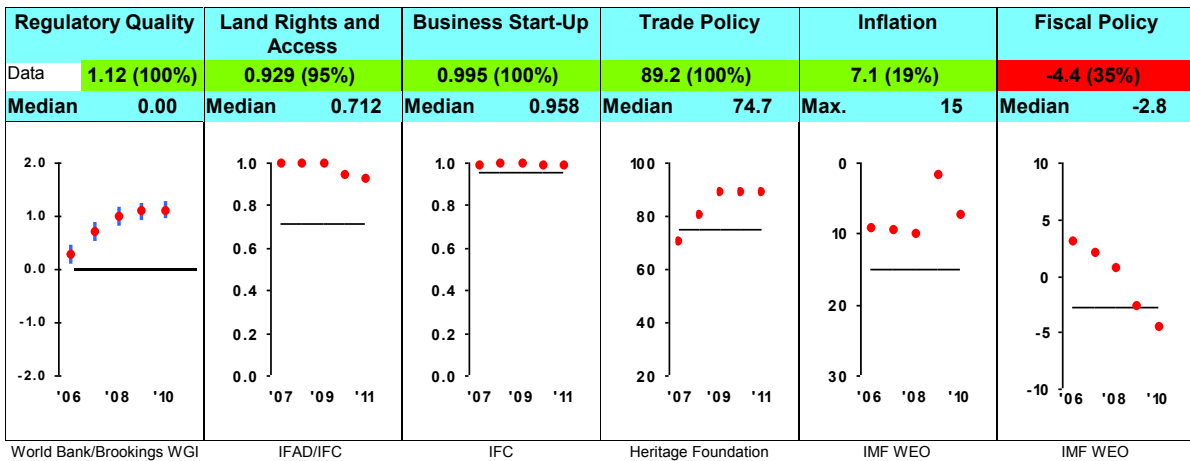 Regulatory Quality
Data 1.12 (100%)
Median 0.00
2.0
1.0
0.0
-1.0
-2.0
'06 '08 '10
World Bank/Brookings WGI
Land Rights and
Access
0.929 (95%)
Median 0.712
1.0
0.8
0.6
0.4
0.2
0.0
'07 '09 '11
IFAD/IFC
Business Start-Up
0.995 (100%)
Median 0.958
1.0
0.8
0.6
0.4
0.2
0.0
'07 '09 '11
IFC
Trade Policy
89.2 (100%)
Median 74.7
100
80
60
40
20
'07 '09 '11
Heritage Foundation
Inflation
7.1 (19%)
Max. 15
0
10
20
30
'06 '08 '10
IMF WEO
Fiscal Policy
-4.4 (35%)
Median -2.8
10
5
0
-5
-10
'06 '08 '10
IMF WEO